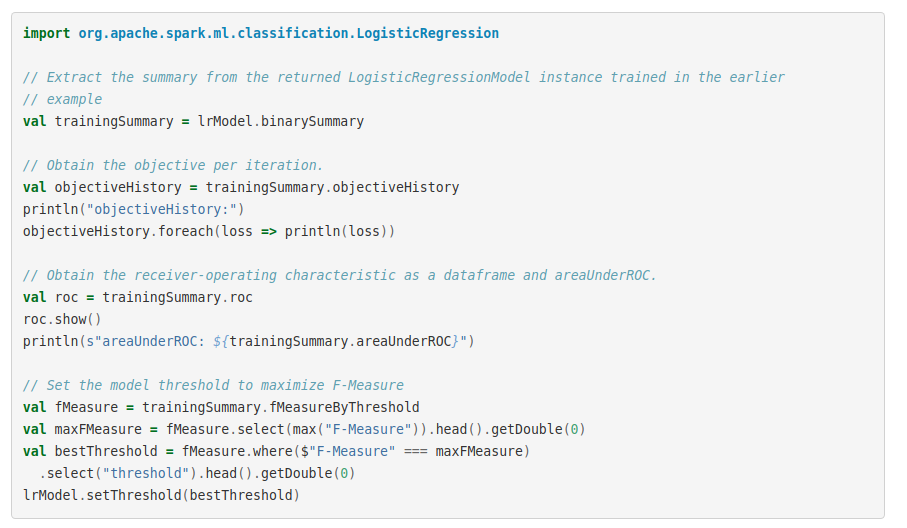 import org.apache.spark.ml.classification.LogisticRegression

// Extract the summary from the returned LogisticRegressionModel instance trained in the earlier
// example
val trainingSummary = lrModel.binarySummary

// Obtain the objective per iteration.
val objectiveHistory = trainingSummary.objectiveHistory
println("objectiveHistory:")
objectiveHistory.foreach(loss => println(loss))

// Obtain the receiver-operating characteristic as a dataframe and areaUnderROC.
val roc = trainingSummary.roc
roc.show()
println(s"areaUnderROC: ${trainingSummary.areaUnderROC}")

// Set the model threshold to maximize F-Measure
val fMeasure = trainingSummary.fMeasureByThreshold
val maxFMeasure = fMeasure.select(max("F-Measure")).head().getDouble(0)
val bestThreshold = fMeasure.where($"F-Measure" === maxFMeasure)
  .select("threshold").head().getDouble(0)
lrModel.setThreshold(bestThreshold)